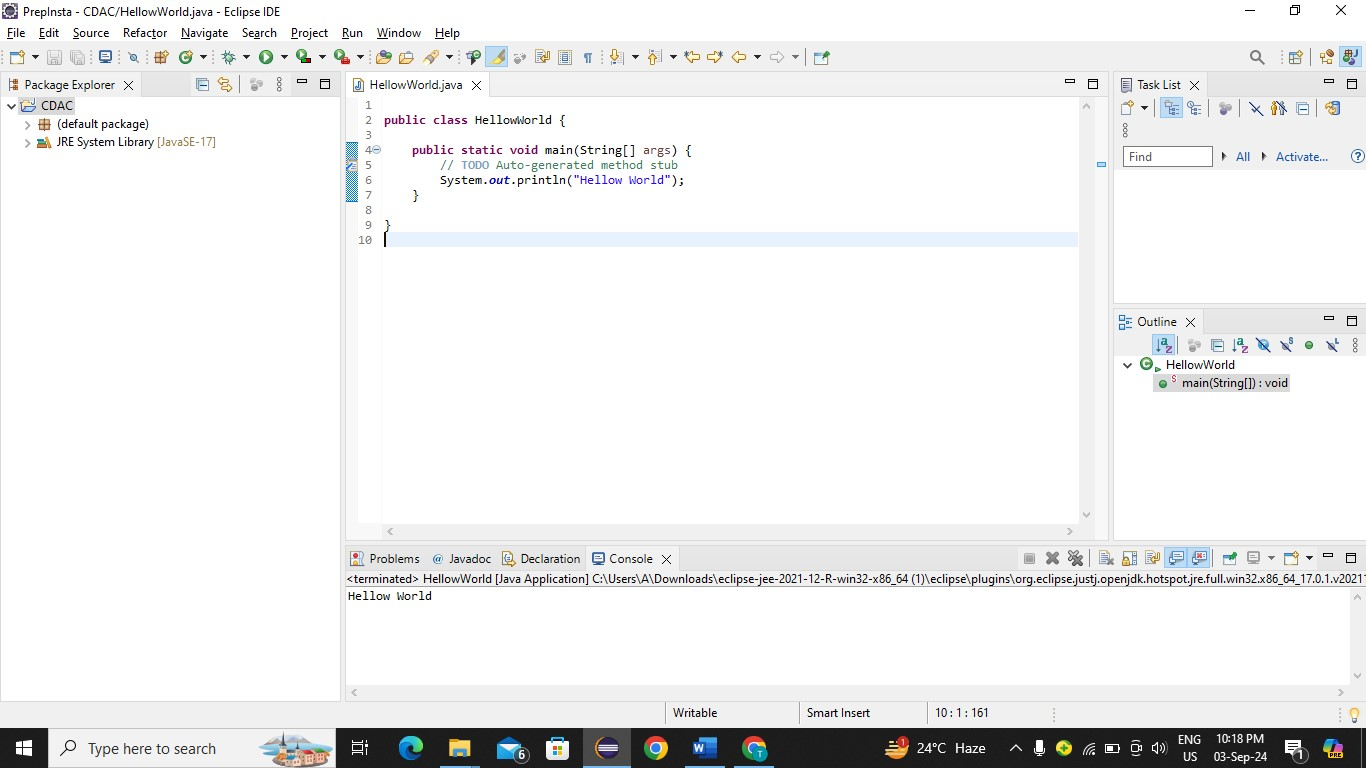 PrepInsta - CDAC/HellowWorld.java - Eclipse IDE
File Edit Source Refactor Navigate Search Project Run Window Help
Package Explorer
CDAC
(default package)
JRE System Library [JavaSE-17]
HellowWorld.java
1
2 public class HellowWorld {
3
4 public static void main(String[] args) {
5 // TODO Auto-generated method stub
6 System.out.println("Hellow World");
7 }
8
9 }
10
Task List
Find All Activate...
Outline
HellowWorld
main(String[]) : void
Problems @ Javadoc Declaration Console
<terminated> HellowWorld [Java Application] C:\Users\A\Downloads\eclipse-jee-2021-12-R-win32-x86_64 (1)\eclipse\plugins\org.eclipse.justj.openjdk.hotspot.jre.full.win32.x86_64_17.0.1.v2021
Hellow World
Writable Smart Insert 10 : 1 : 161
Type here to search
6
W
T
1
24°C Haze
ENG
US
10:18 PM
03-Sep-24
1
PRE